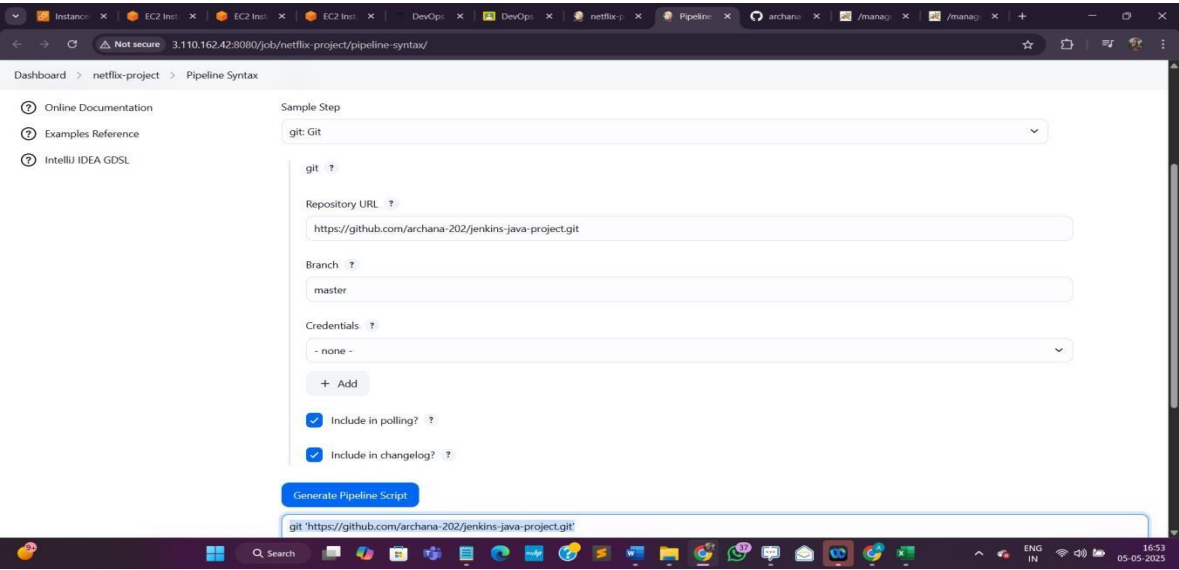 Instance
EC2 Inst
EC2 Inst
EC2 Inst
DevOps
DevOps
netflix-p
Pipeline
archana
/manag
/manag
Not secure 3.110.162.42:8080/job/netflix-project/pipeline-syntax/
Dashboard > netflix-project > Pipeline Syntax
Online Documentation
Examples Reference
IntelliJ IDEA GDSL
Sample Step
git: Git
git ?
Repository URL ?
https://github.com/archana-202/jenkins-java-project.git
Branch ?
master
Credentials ?
- none -
+ Add
Include in polling? ?
Include in changelog? ?
Generate Pipeline Script
git 'https://github.com/archana-202/jenkins-java-project.git'
9+
Search
ENG
IN
16:53
05-05-2025